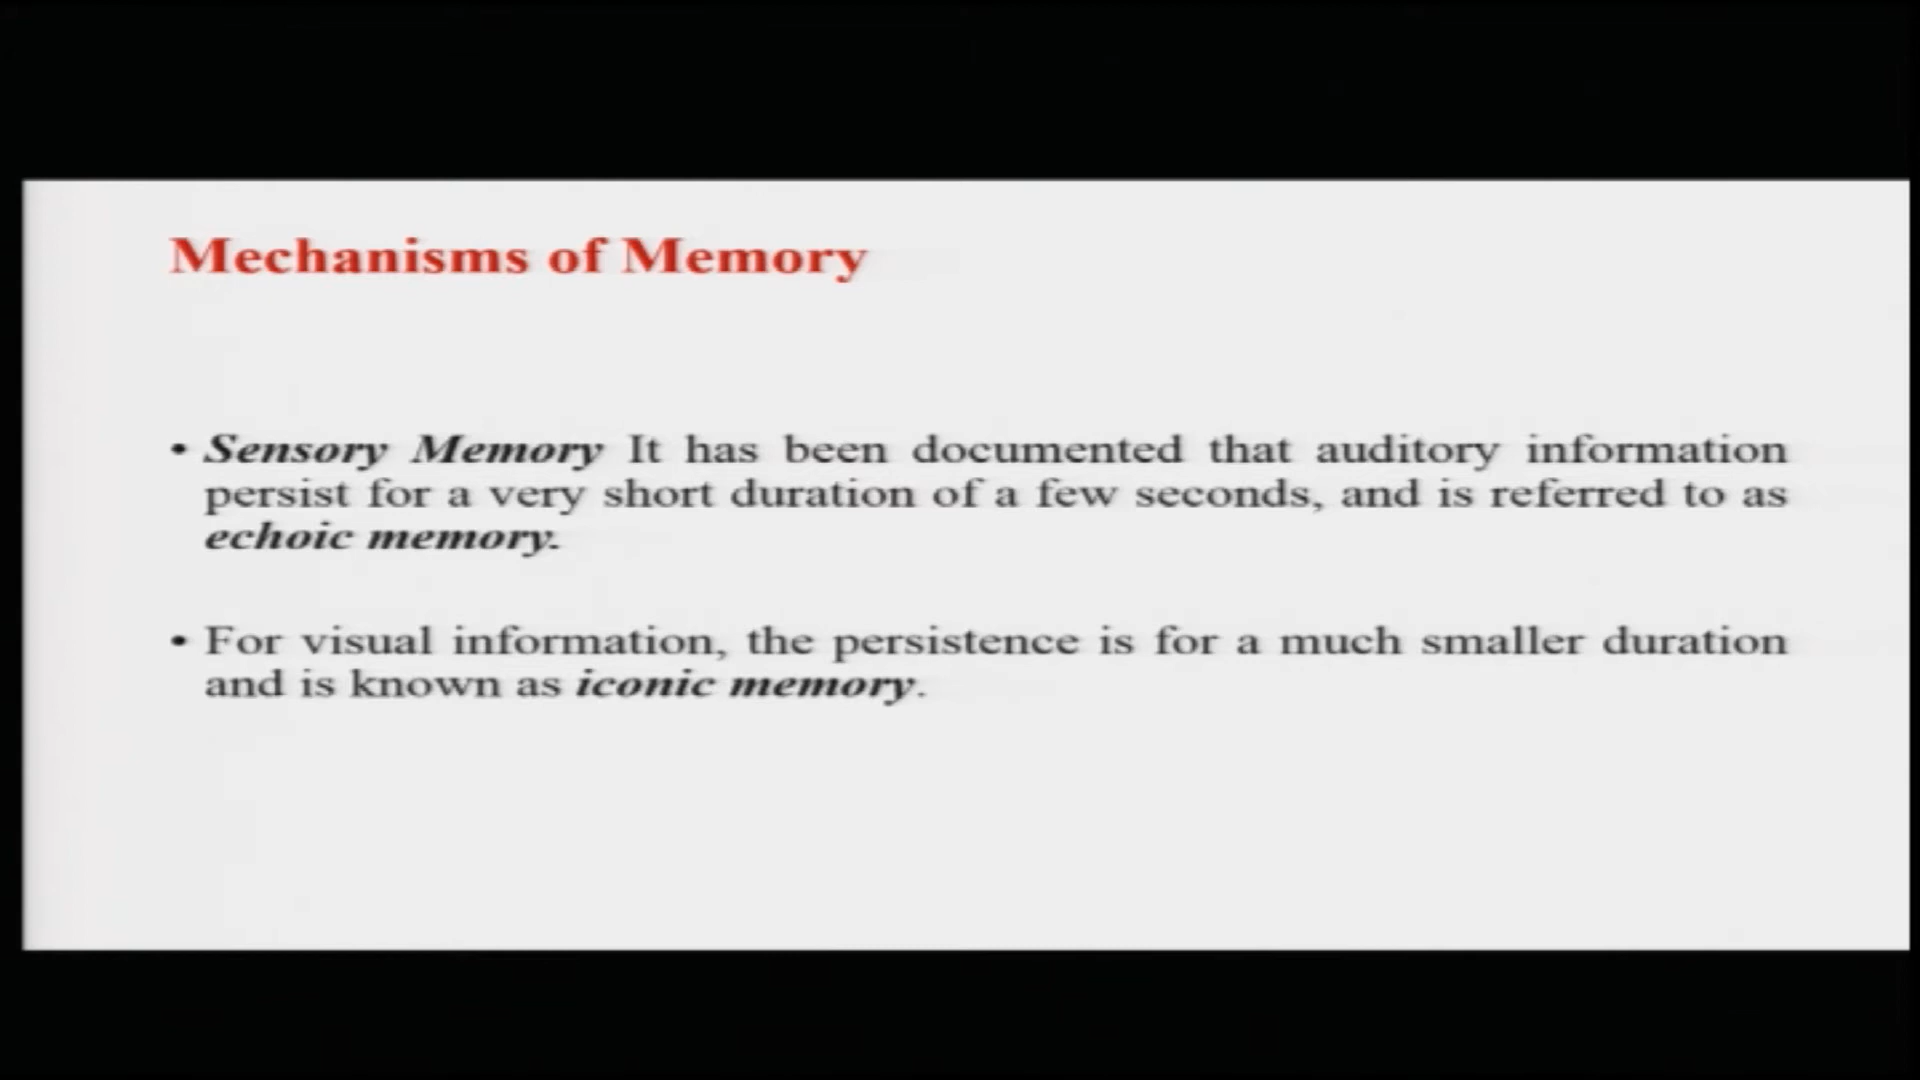 Mechanisms of Memory
• Sensory Memory It has been documented that auditory information
persist for a very short duration of a few seconds, and is referred to as
echoic memory.
• For visual information, the persistence is for a much smaller duration
and is known as iconic memory.